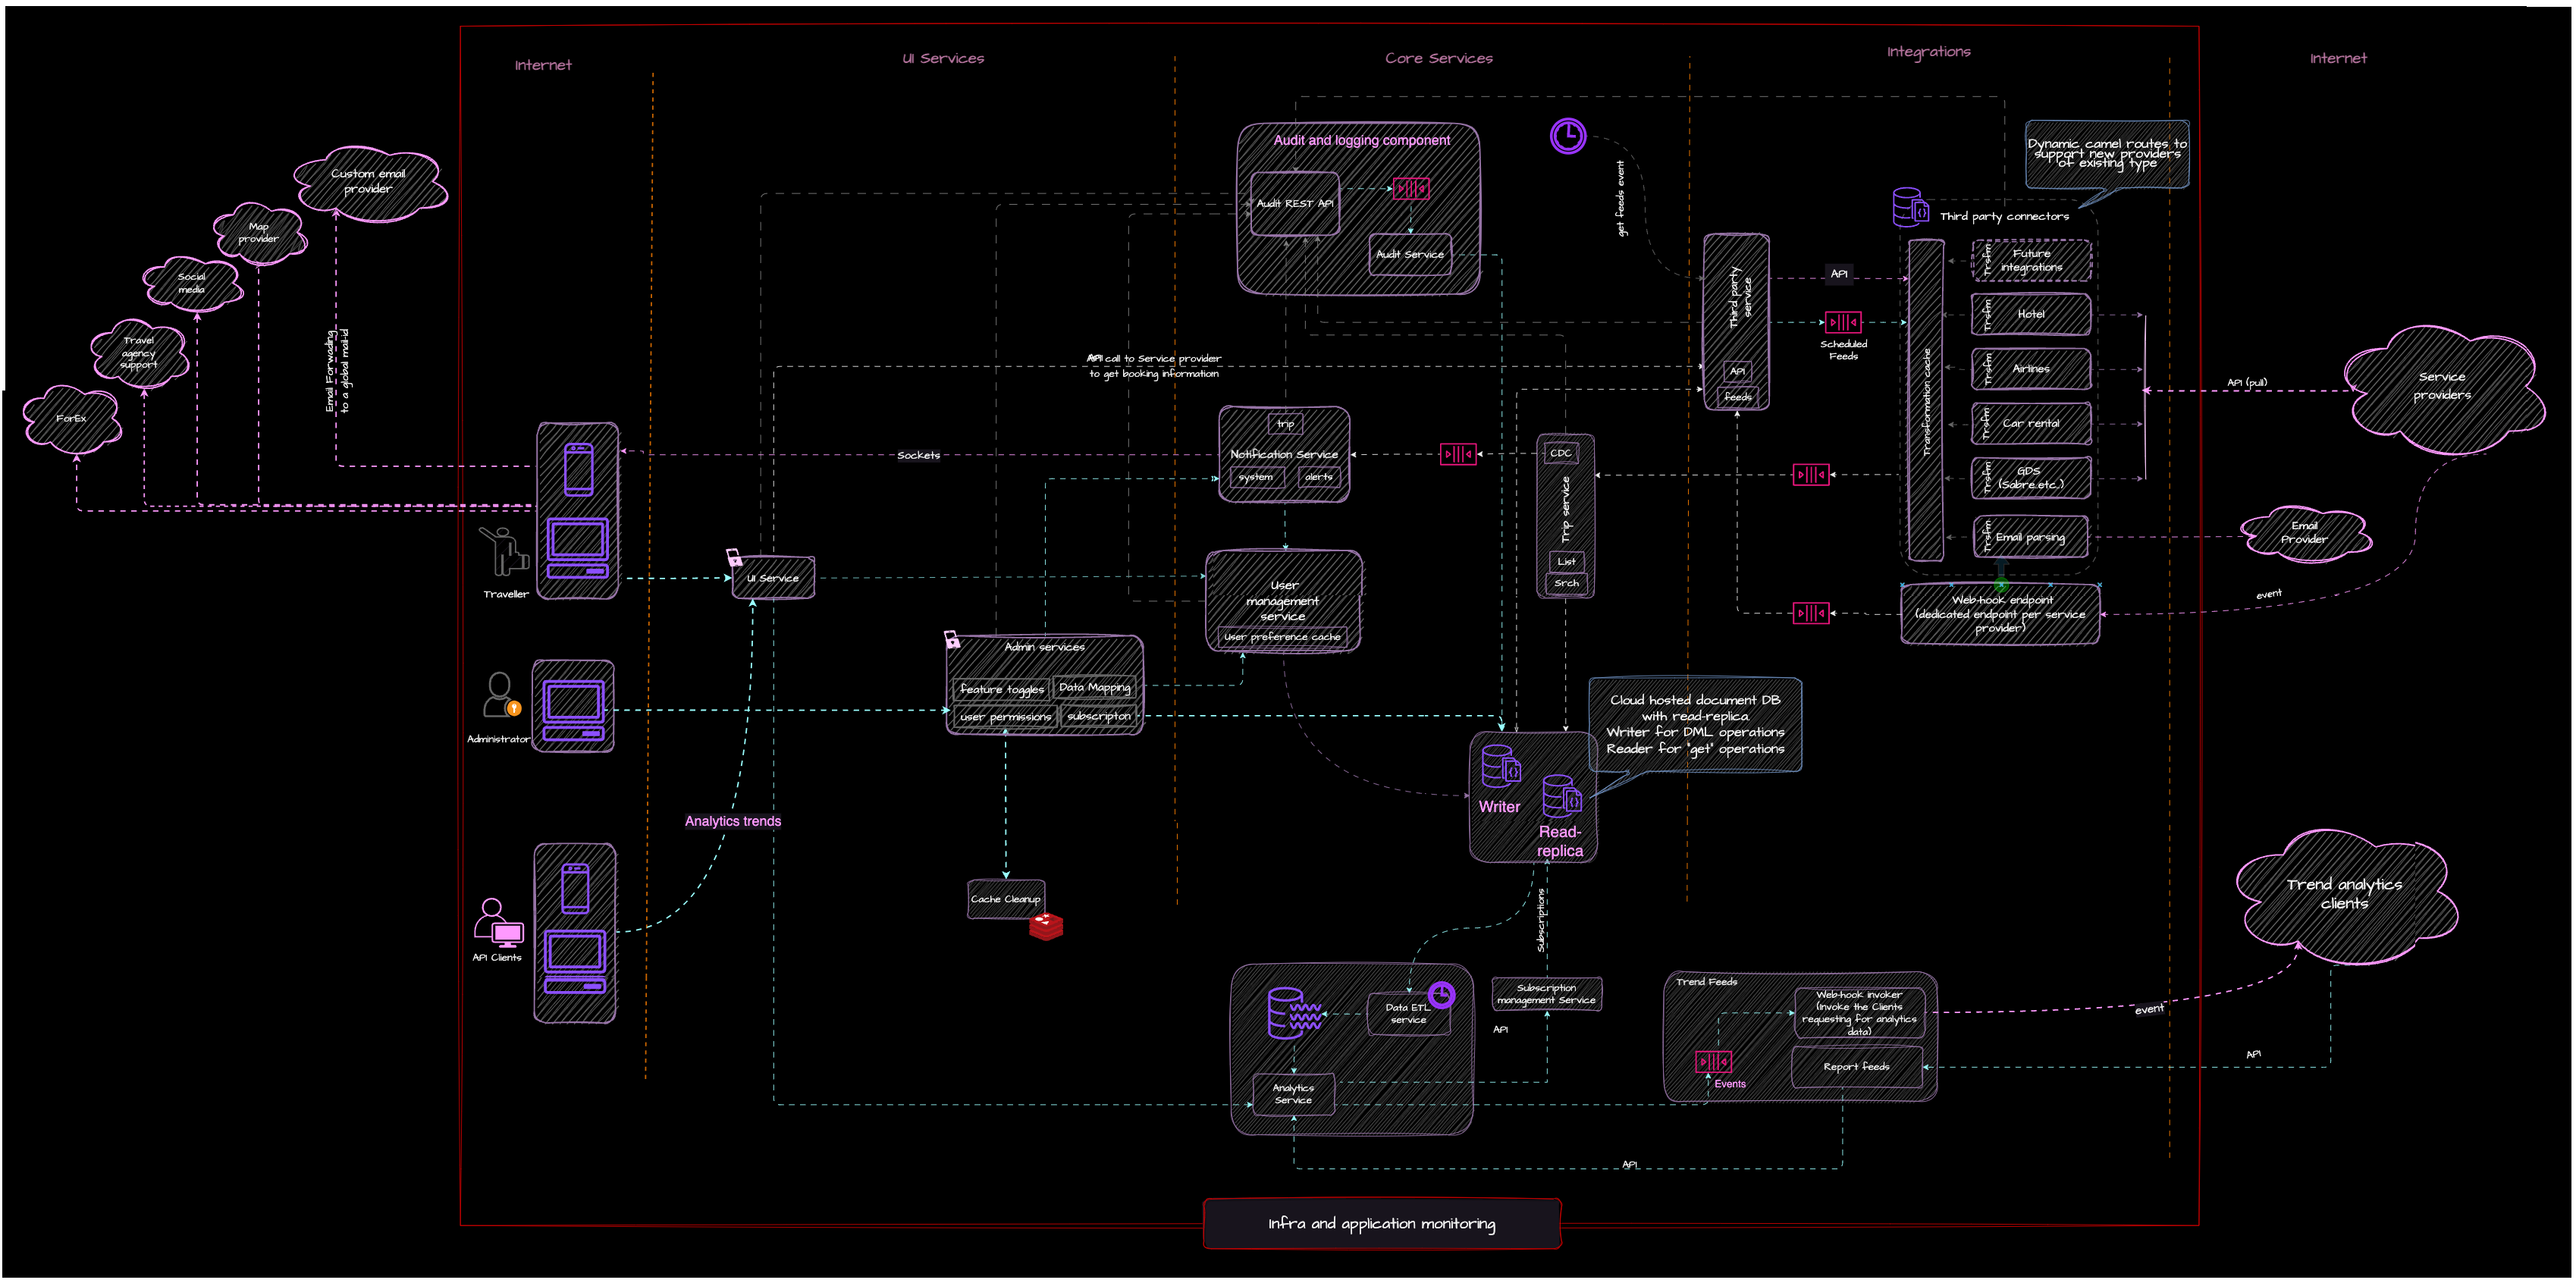 Internet
UI Services
Core Services
Integrations
Internet
Custom email
provider
Map
provider
Social
media
Travel
agency
support
ForEx
Email Forwading
to a global mail-id
Traveller
Administrator
API Clients
UI Service
Analytics trends
Admin services
feature toggles
Data Mapping
user permissions
subscripton
Cache Cleanup
Sockets
API call to Service provider
to get booking information
Audit and logging component
Audit REST API
Audit Service
get feeds event
trip
Notification Service
system
alerts
User
management
service
User preference cache
CDC
Trip service
List
Srch
Third party
service
API
feeds
API
Scheduled
Feeds
Dynamic camel routes to
support new providers
of existing type
Third party connectors
Transformation cache
Trsfm
Future
integrations
Trsfm
Hotel
Trsfm
Airlines
Trsfm
Car rental
Trsfm
GDS
(Sabre..etc.,)
Trsfm
Email parsing
Web-hook endpoint
(dedicated endpoint per service
provider)
API (pull)
Service
providers
Email
Provider
event
Cloud hosted document DB
with read-replica
Writer for DML operations
Reader for "get" operations
Writer
Read-
replica
Subscriptions
Subscription
management Service
API
Data ETL
service
Analytics
Service
Trend Feeds
Web-hook invoker
(Invoke the Clients
requesting for analytics
data)
Report feeds
Events
API
event
API
Trend analytics
clients
Infra and application monitoring